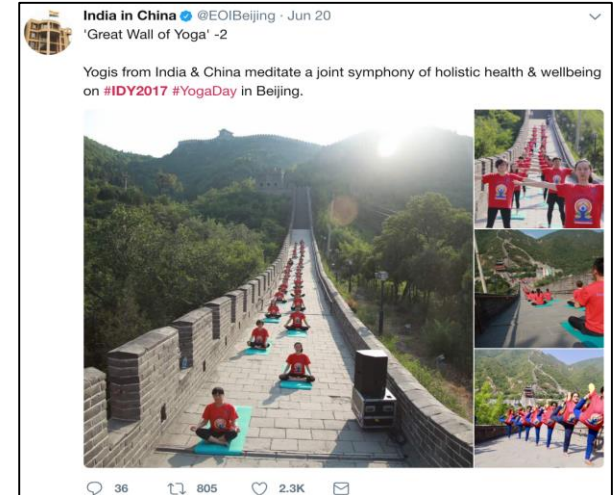 India in China @EOIBeijing · Jun 20
'Great Wall of Yoga' -2
Yogis from India & China meditate a joint symphony of holistic health & wellbeing
on #IDY2017 #YogaDay in Beijing.
36 805 2.3K